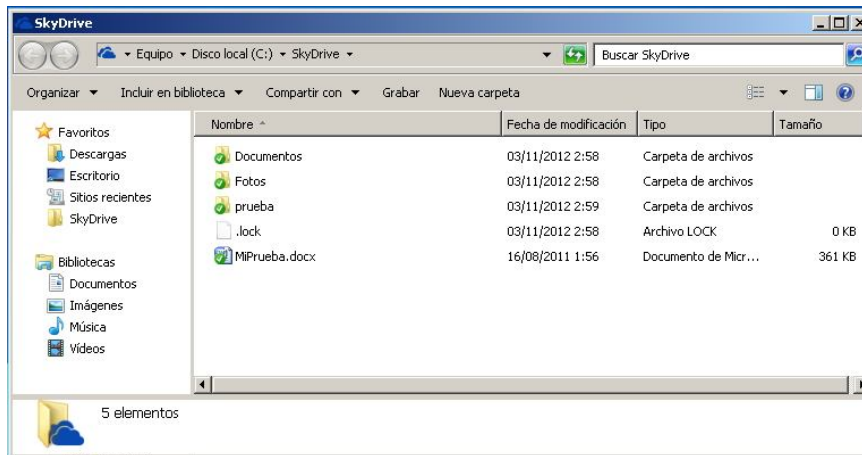 SkyDrive
Equipo Disco local (C:) SkyDrive
Buscar SkyDrive
Organizar Incluir en biblioteca Compartir con Grabar Nueva carpeta
Favoritos
Descargas
Escritorio
Sitios recientes
SkyDrive
Bibliotecas
Documentos
Imágenes
Música
Vídeos
Nombre Fecha de modificación Tipo Tamaño
Documentos 03/11/2012 2:58 Carpeta de archivos
Fotos 03/11/2012 2:58 Carpeta de archivos
prueba 03/11/2012 2:59 Carpeta de archivos
.lock 03/11/2012 2:58 Archivo LOCK 0 KB
MiPrueba.docx 16/08/2011 1:56 Documento de Micr... 361 KB
5 elementos